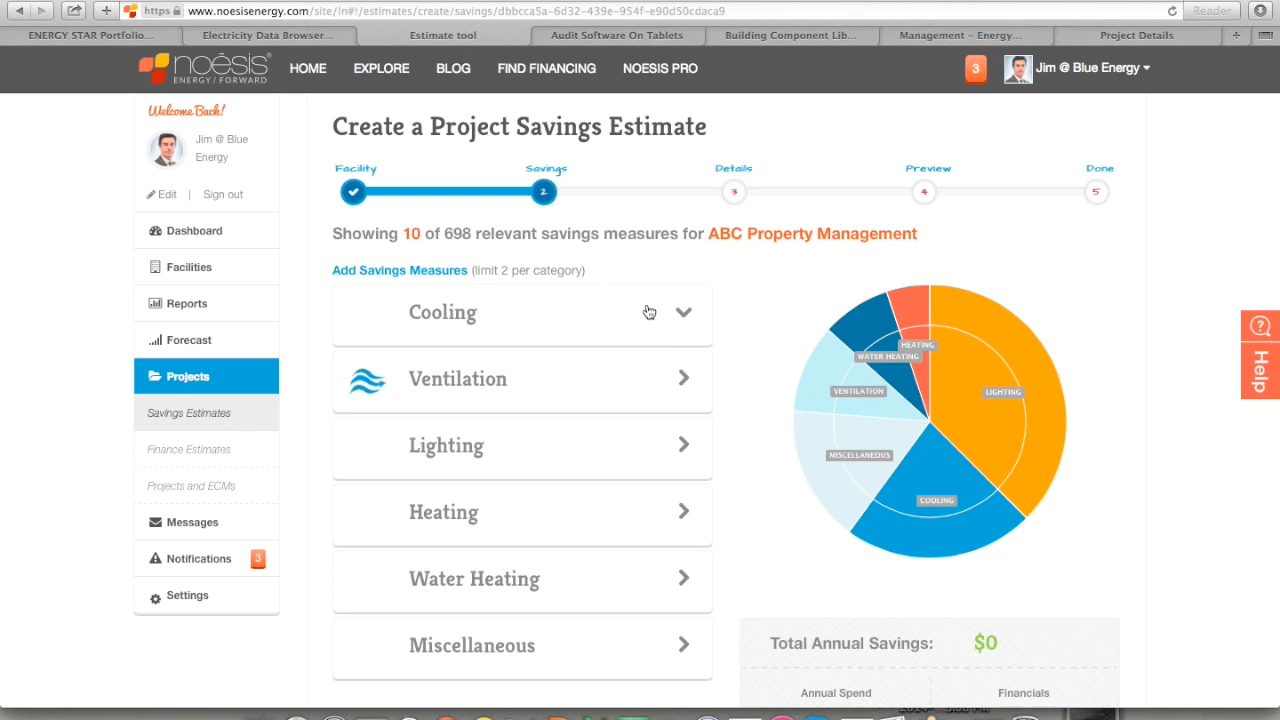 https www.noesisenergy.com/site/ln#!/estimates/create/savings/dbbcca5a-6d32-439e-954f-e90d50cdaca9
Reader
ENERGY STAR Portfolio...
Electricity Data Browser...
Estimate tool
Audit Software On Tablets
Building Component Lib...
Management – Energy...
Project Details
noēsis
ENERGY/FORWARD
HOME
EXPLORE
BLOG
FIND FINANCING
NOESIS PRO
3
Jim @ Blue Energy
Welcome Back!
Jim @ Blue
Energy
Edit | Sign out
Dashboard
Facilities
Reports
Forecast
Projects
Savings Estimates
Finance Estimates
Projects and ECMs
Messages
Notifications 3
Settings
Create a Project Savings Estimate
Facility
Savings
Details
Preview
Done
2
3
4
5
Showing 10 of 698 relevant savings measures for ABC Property Management
Add Savings Measures (limit 2 per category)
Cooling
Ventilation
Lighting
Heating
Water Heating
Miscellaneous
HEATING
WATER HEATING
VENTILATION
LIGHTING
MISCELLANEOUS
COOLING
Total Annual Savings: $0
Annual Spend
Financials
? Help